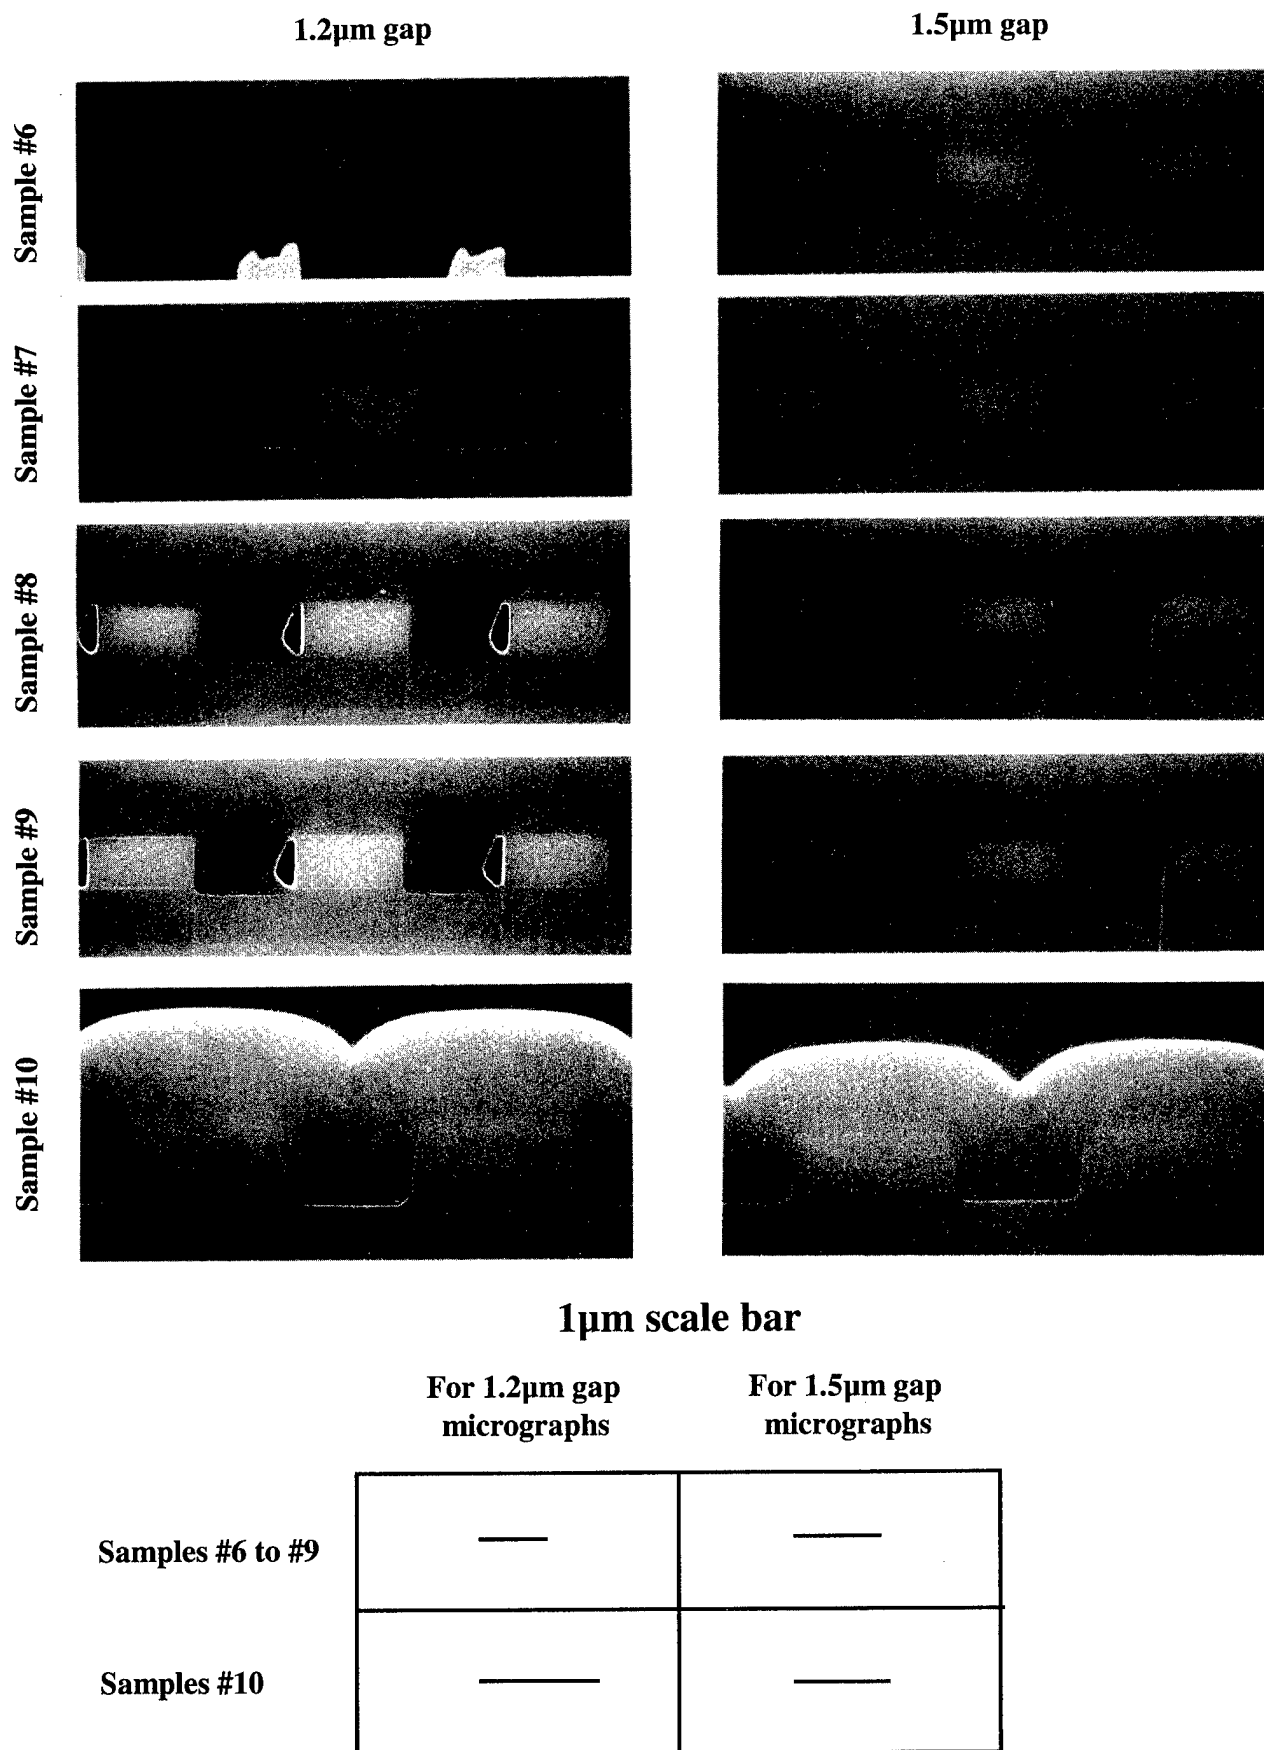 1.2µm gap
1.5µm gap
Sample #6
Sample #7
Sample #8
Sample #9
Sample #10
1µm scale bar
For 1.2µm gap
micrographs
For 1.5µm gap
micrographs
Samples #6 to #9
Samples #10